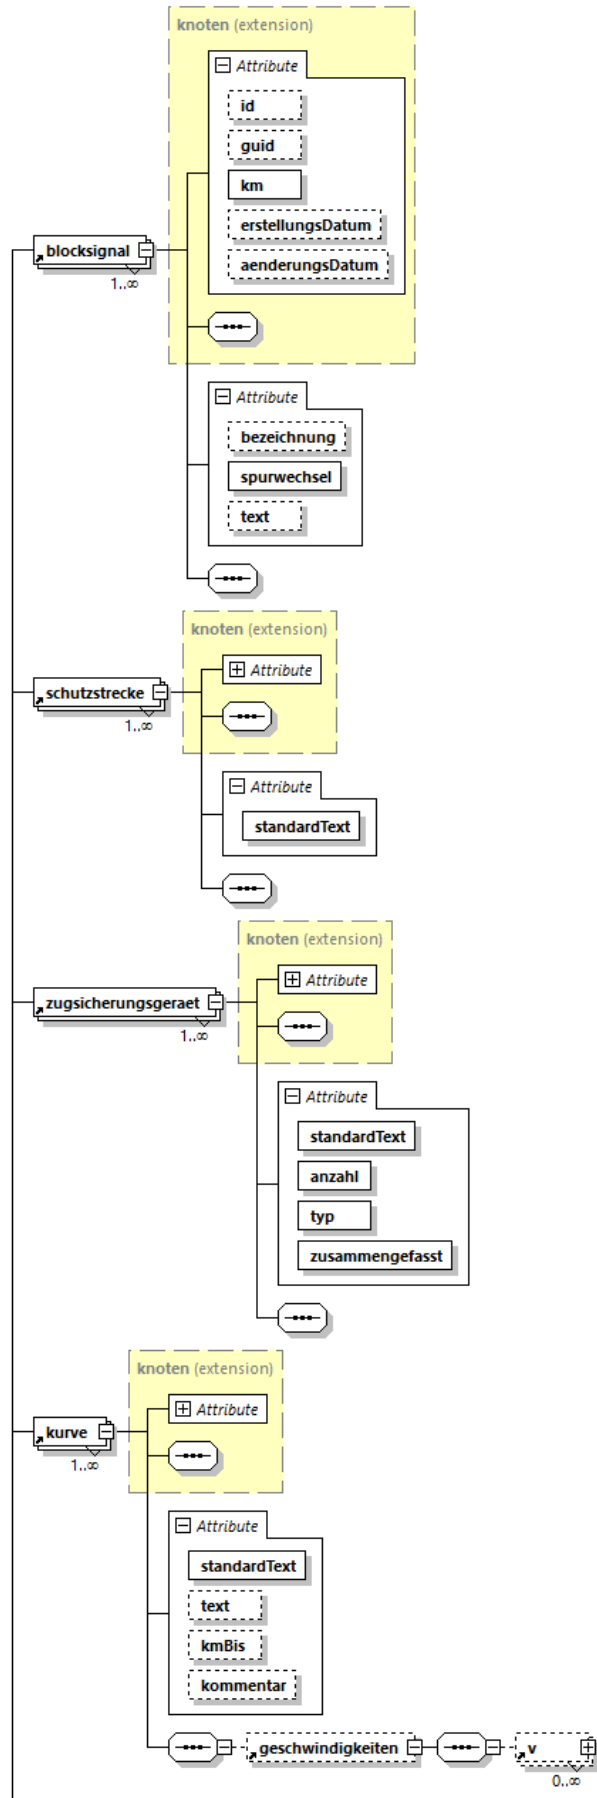 knoten (extension)
Attribute
id
guid
km
erstellungsDatum
aenderungsDatum
blocksignal
1..∞
Attribute
bezeichnung
spurwechsel
text
knoten (extension)
Attribute
schutzstrecke
1..∞
Attribute
standardText
knoten (extension)
Attribute
zugsicherungsgeraet
1..∞
Attribute
standardText
anzahl
typ
zusammengefasst
knoten (extension)
Attribute
kurve
1..∞
Attribute
standardText
text
kmBis
kommentar
geschwindigkeiten
v
0..∞